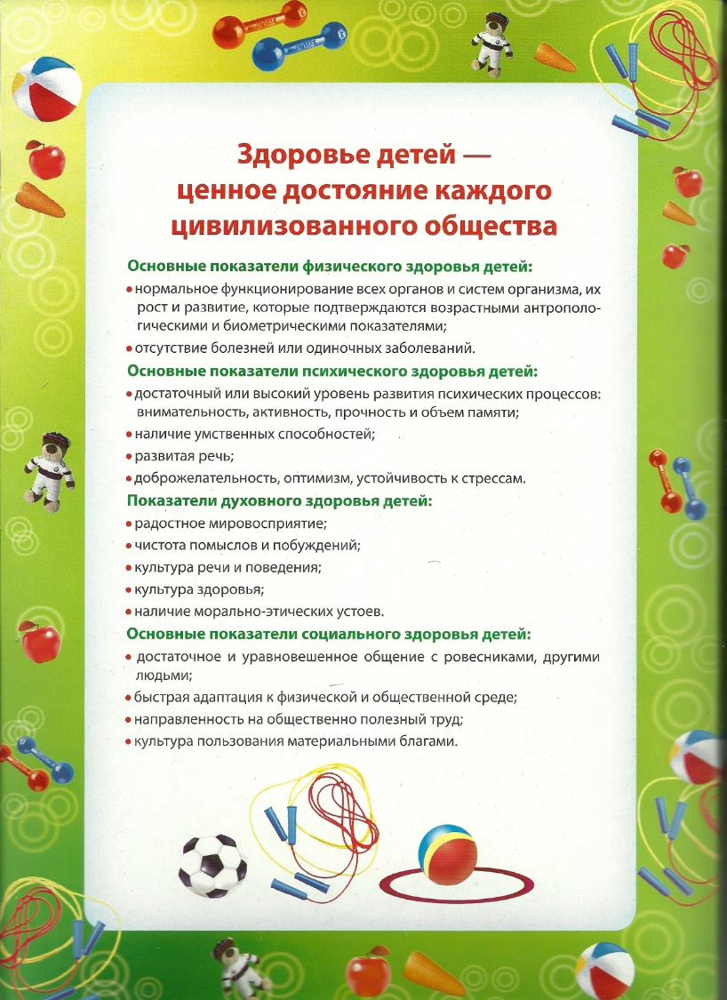 Здоровье детей —
ценное достояние каждого
цивилизованного общества
Основные показатели физического здоровья детей:
• нормальное функционирование всех органов и систем организма, их
рост и развитие, которые подтверждаются возрастными антрополо-
гическими и биометрическими показателями;
• отсутствие болезней или одиночных заболеваний.
Основные показатели психического здоровья детей:
• достаточный или высокий уровень развития психических процессов:
внимательность, активность, прочность и объем памяти;
• наличие умственных способностей;
• развитая речь;
• доброжелательность, оптимизм, устойчивость к стрессам.
Показатели духовного здоровья детей:
• радостное мировосприятие;
• чистота помыслов и побуждений;
• культура речи и поведения;
• культура здоровья;
• наличие морально-этических устоев.
Основные показатели социального здоровья детей:
• достаточное и уравновешенное общение с ровесниками, другими
людьми;
• быстрая адаптация к физической и общественной среде;
• направленность на общественно полезный труд;
• культура пользования материальными благами.